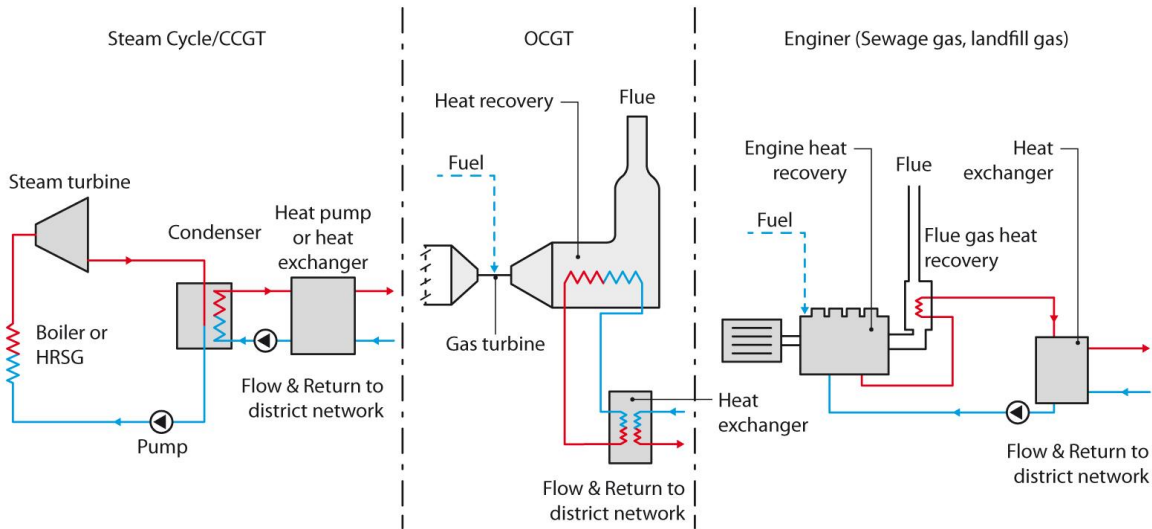 Steam Cycle/CCGT
Steam turbine
Condenser
Heat pump
or heat
exchanger
Boiler or
HRSG
Pump
Flow & Return to
district network
OCGT
Heat recovery
Flue
Fuel
Gas turbine
Heat
exchanger
Flow & Return to
district network
Enginer (Sewage gas, landfill gas)
Engine heat
recovery
Flue
Heat
exchanger
Fuel
Flue gas heat
recovery
Flow & Return to
district network